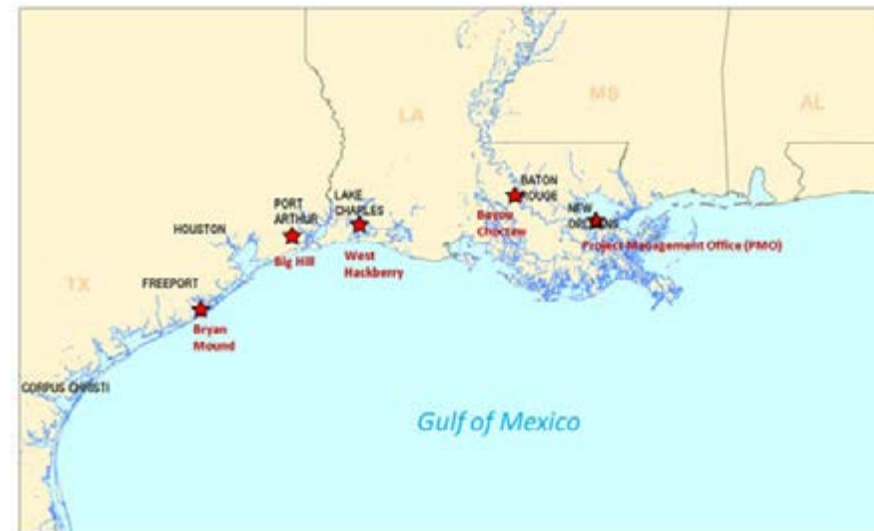 MS
LA
AL
BATON
ROUGE
LAKE
CHARLES
PORT
ARTHUR
NEW
ORLEANS
HOUSTON
Bayou
Choctaw
Project Management Office (PMO)
West
Hackberry
Big Hill
TX
FREEPORT
Bryan
Mound
CORPUS CHRISTI
Gulf of Mexico